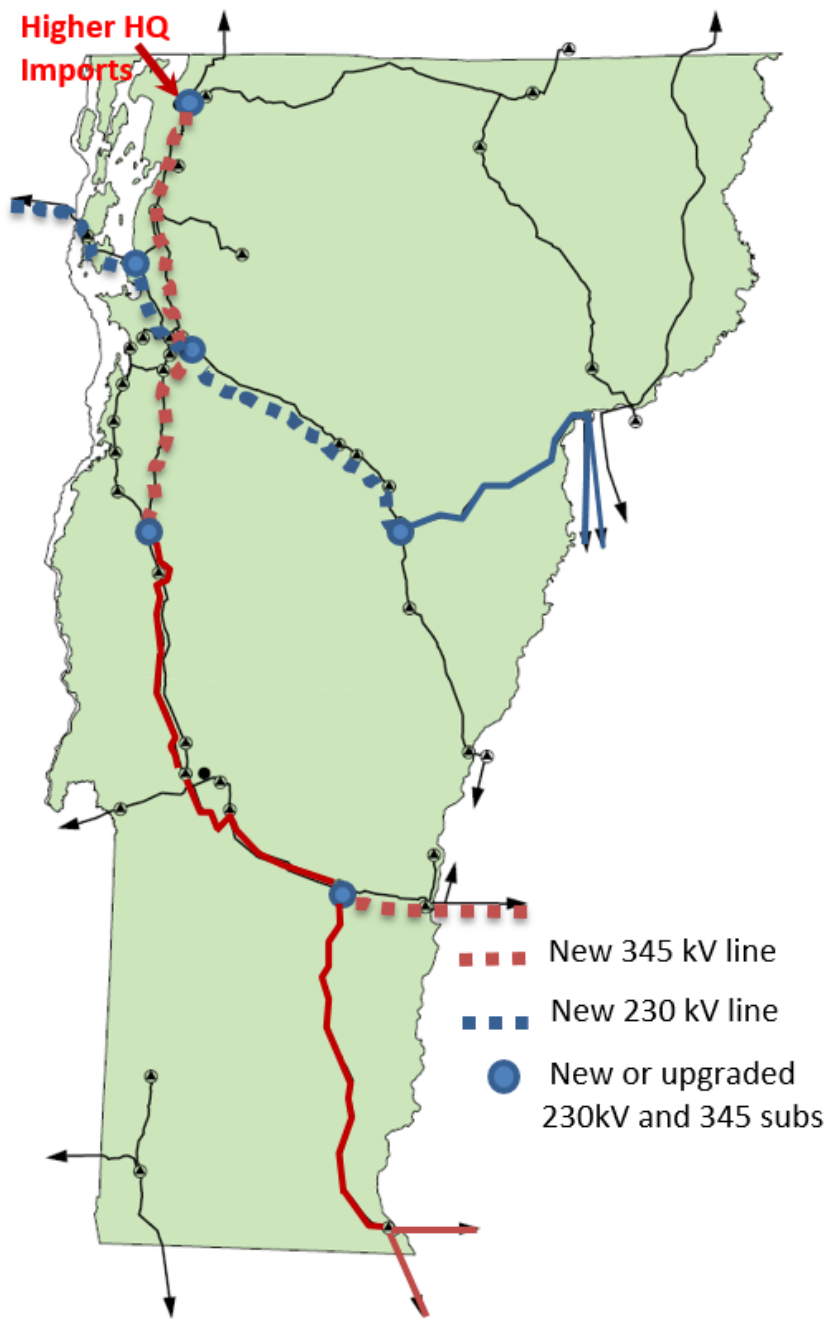 Higher HQ
Imports
New 345 kV line
New 230 kV line
New or upgraded
230kV and 345 subs